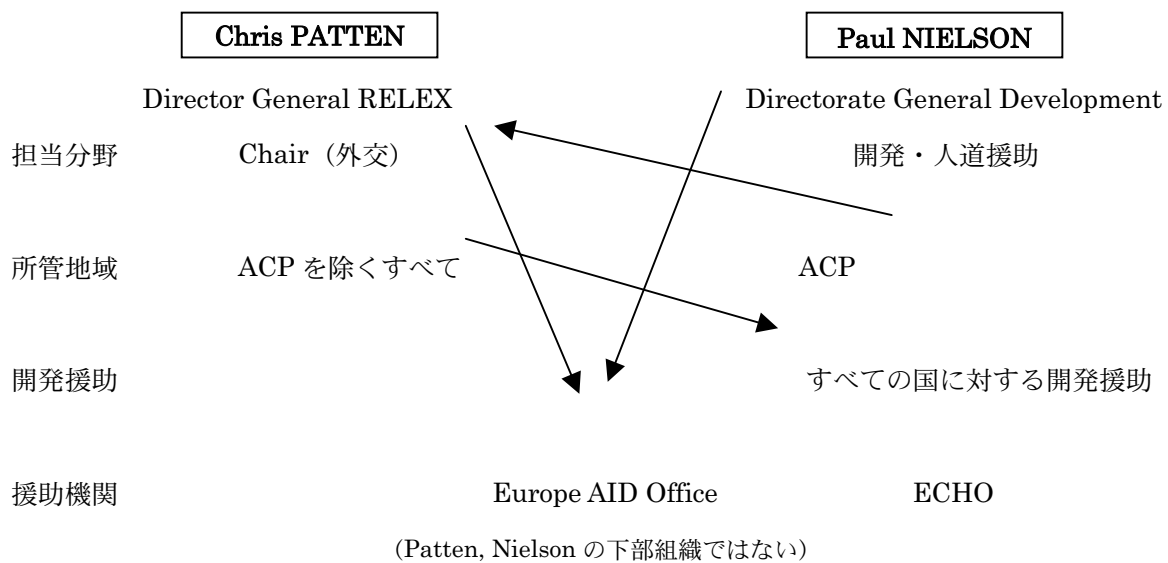 Chris PATTEN Paul NIELSON
Director General RELEX Directorate General Development
担当分野 Chair（外交） 開発・人道援助
所管地域 ACP を除くすべて ACP
開発援助 すべての国に対する開発援助
援助機関 Europe AID Office ECHO
（Patten, Nielson の下部組織ではない）